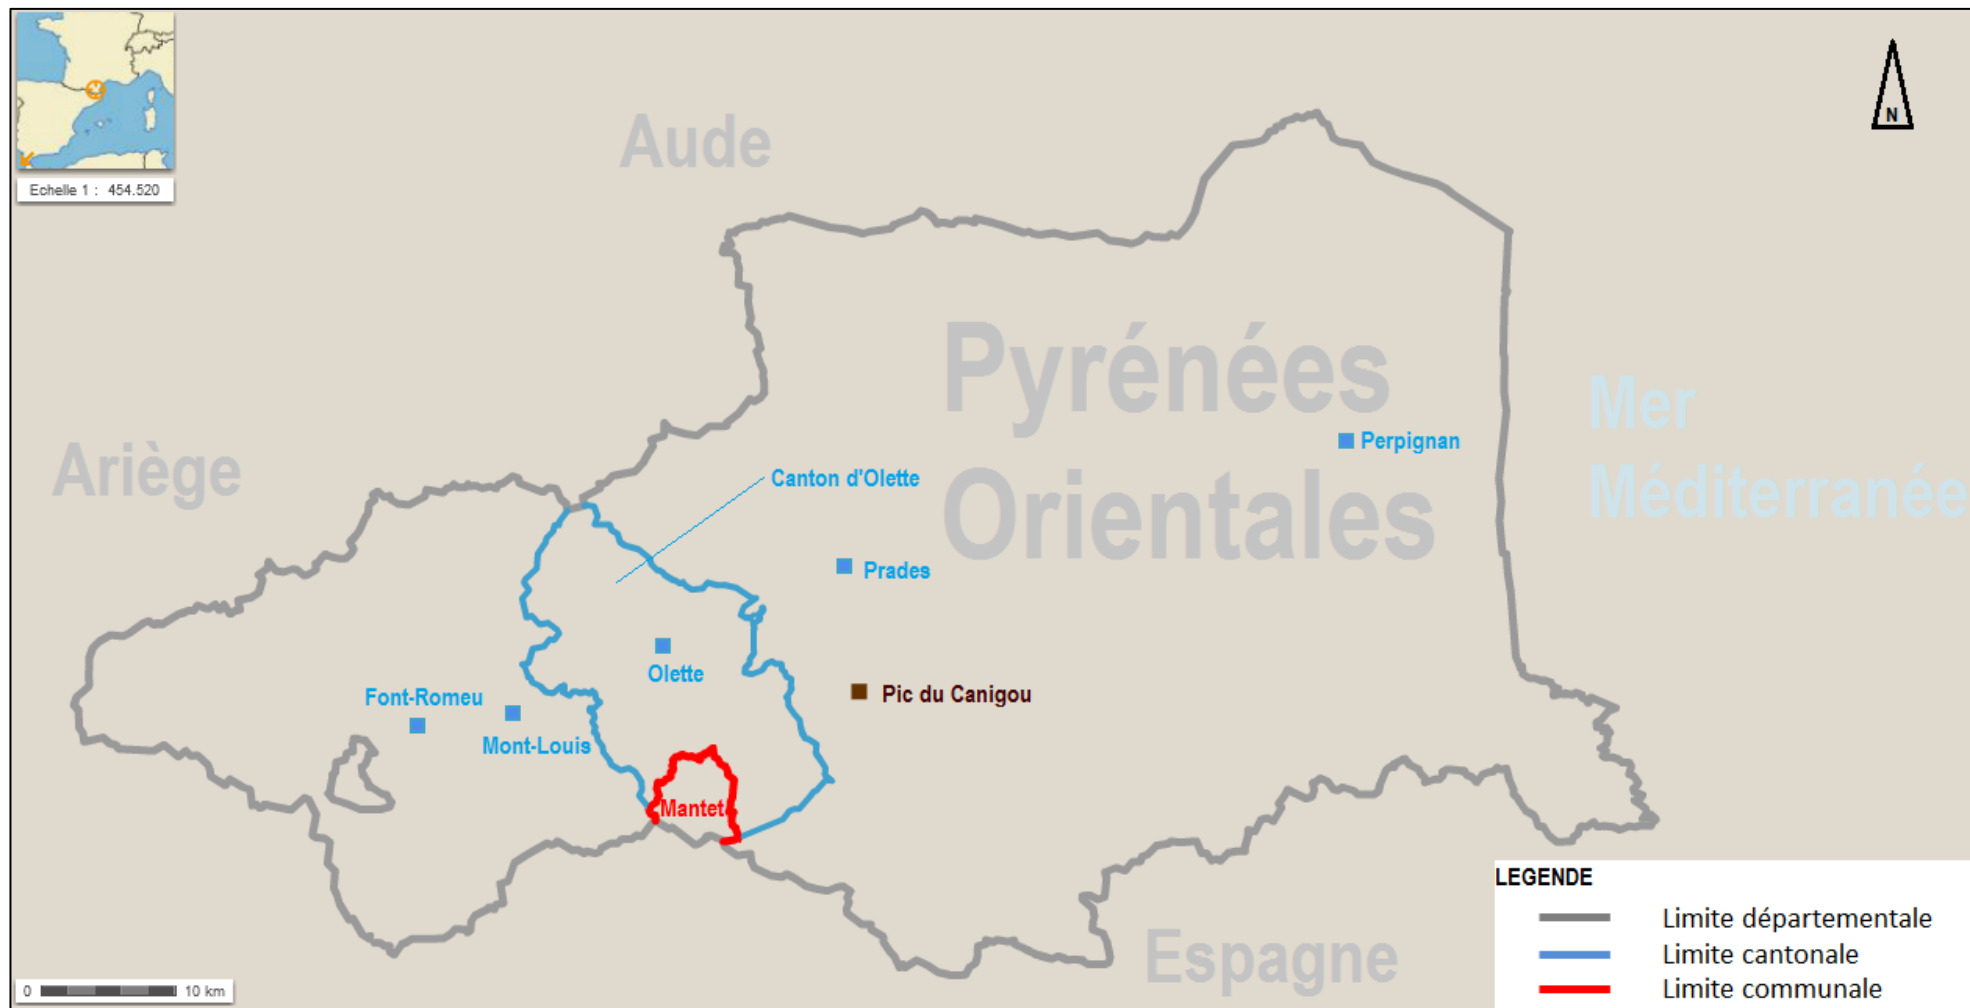 Echelle 1 : 454.520
Aude
N
Pyrénées
Orientales
Mer
Méditerranée
Ariège
Perpignan
Canton d'Olette
Prades
Olette
Pic du Canigou
Font-Romeu
Mont-Louis
Mantet
Espagne
LEGENDE
Limite départementale
Limite cantonale
Limite communale
0 10 km